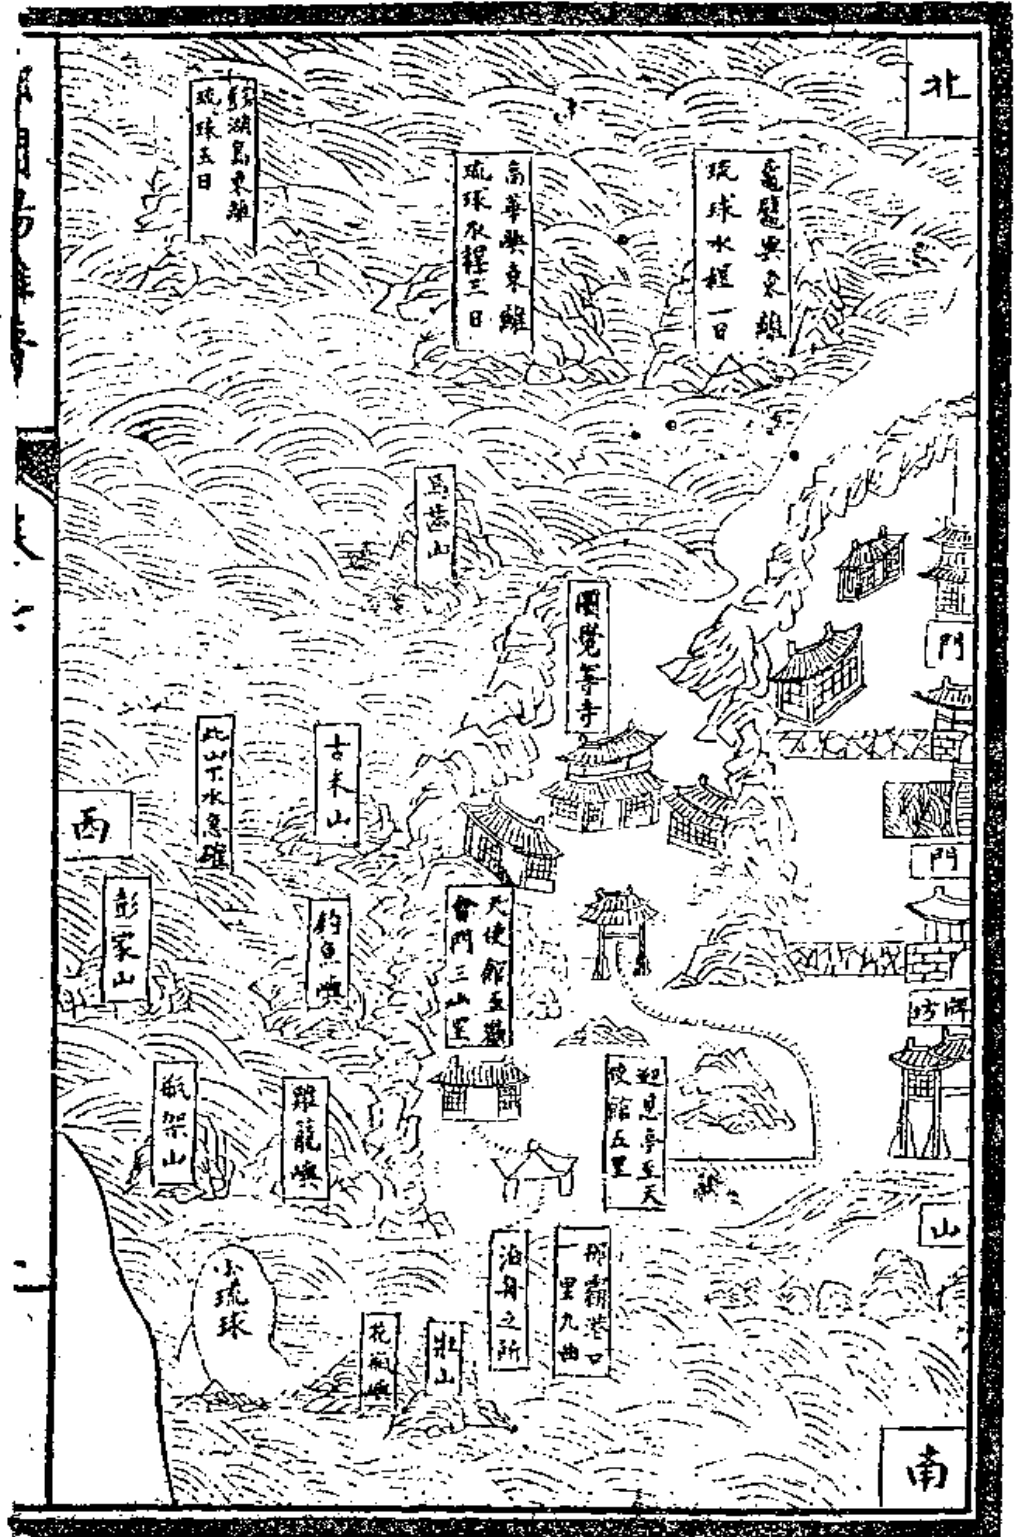 北
黿鼊嶼東離
琉球水程一日
高華嶼東離
琉球水程三日
彭湖島東離
琉球五日
馬齒山
圓覺等寺
門
古米山
此山下水急礁
西
門
彭家山
釣魚嶼
天使館至歡
會門三山里
牌坊
迎恩亭至天
使館五里
瓶架山
雞籠嶼
山
小琉球
那霸港口
一里九曲
泊舟之所
花瓶嶼
南